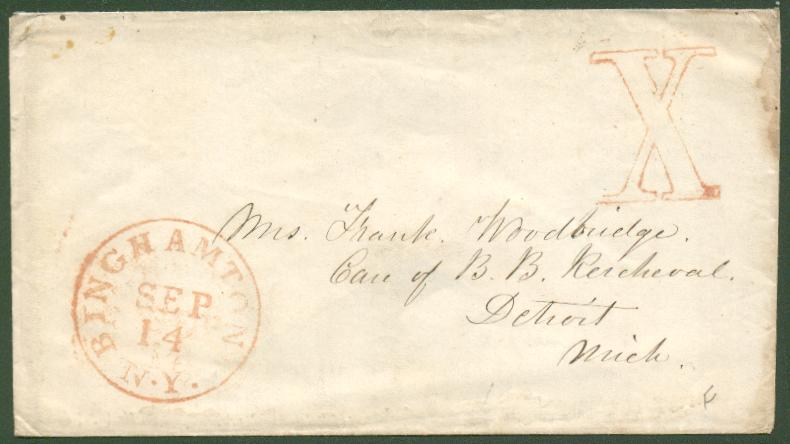 X
Mrs. Frank. Woodbridge.
Care of B. B. Kercheval.
Detroit
Mich.
BINGHAMTON
SEP
14
N.Y.